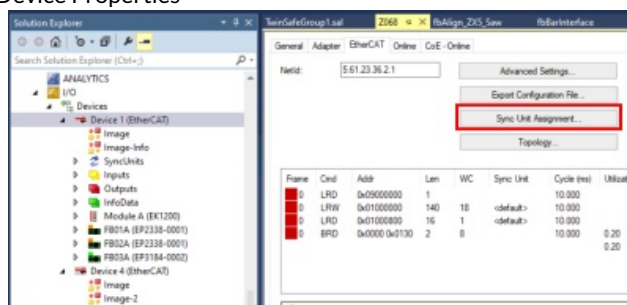 Device Properties
Solution Explorer
Search Solution Explorer (Ctrl+;)
ANALYTICS
I/O
Devices
Device 1 (EtherCAT)
Image
Image-Info
SyncUnits
Inputs
Outputs
InfoData
Module A (EK1200)
FB01A (EP2338-0001)
FB02A (EP2338-0001)
FB03A (EP3184-0002)
Device 4 (EtherCAT)
Image
Image-2
TwinSafeGroup1.sal Z068 fbAlign_ZX5_Saw fbBarInterface
General Adapter EtherCAT Online CoE - Online
NetId: 5.61.23.36.2.1 Advanced Settings...
Export Configuration File...
Sync Unit Assignment...
Topology...
Frame Cmd Addr Len WC Sync Unit Cycle (ms)
0 LRD 0x09000000 1 10.000
0 LRW 0x01000000 140 18 <default> 10.000
0 LRD 0x01000800 16 1 <default> 10.000
0 BRD 0x0000 0x0130 2 8 10.000 0.20
0.20